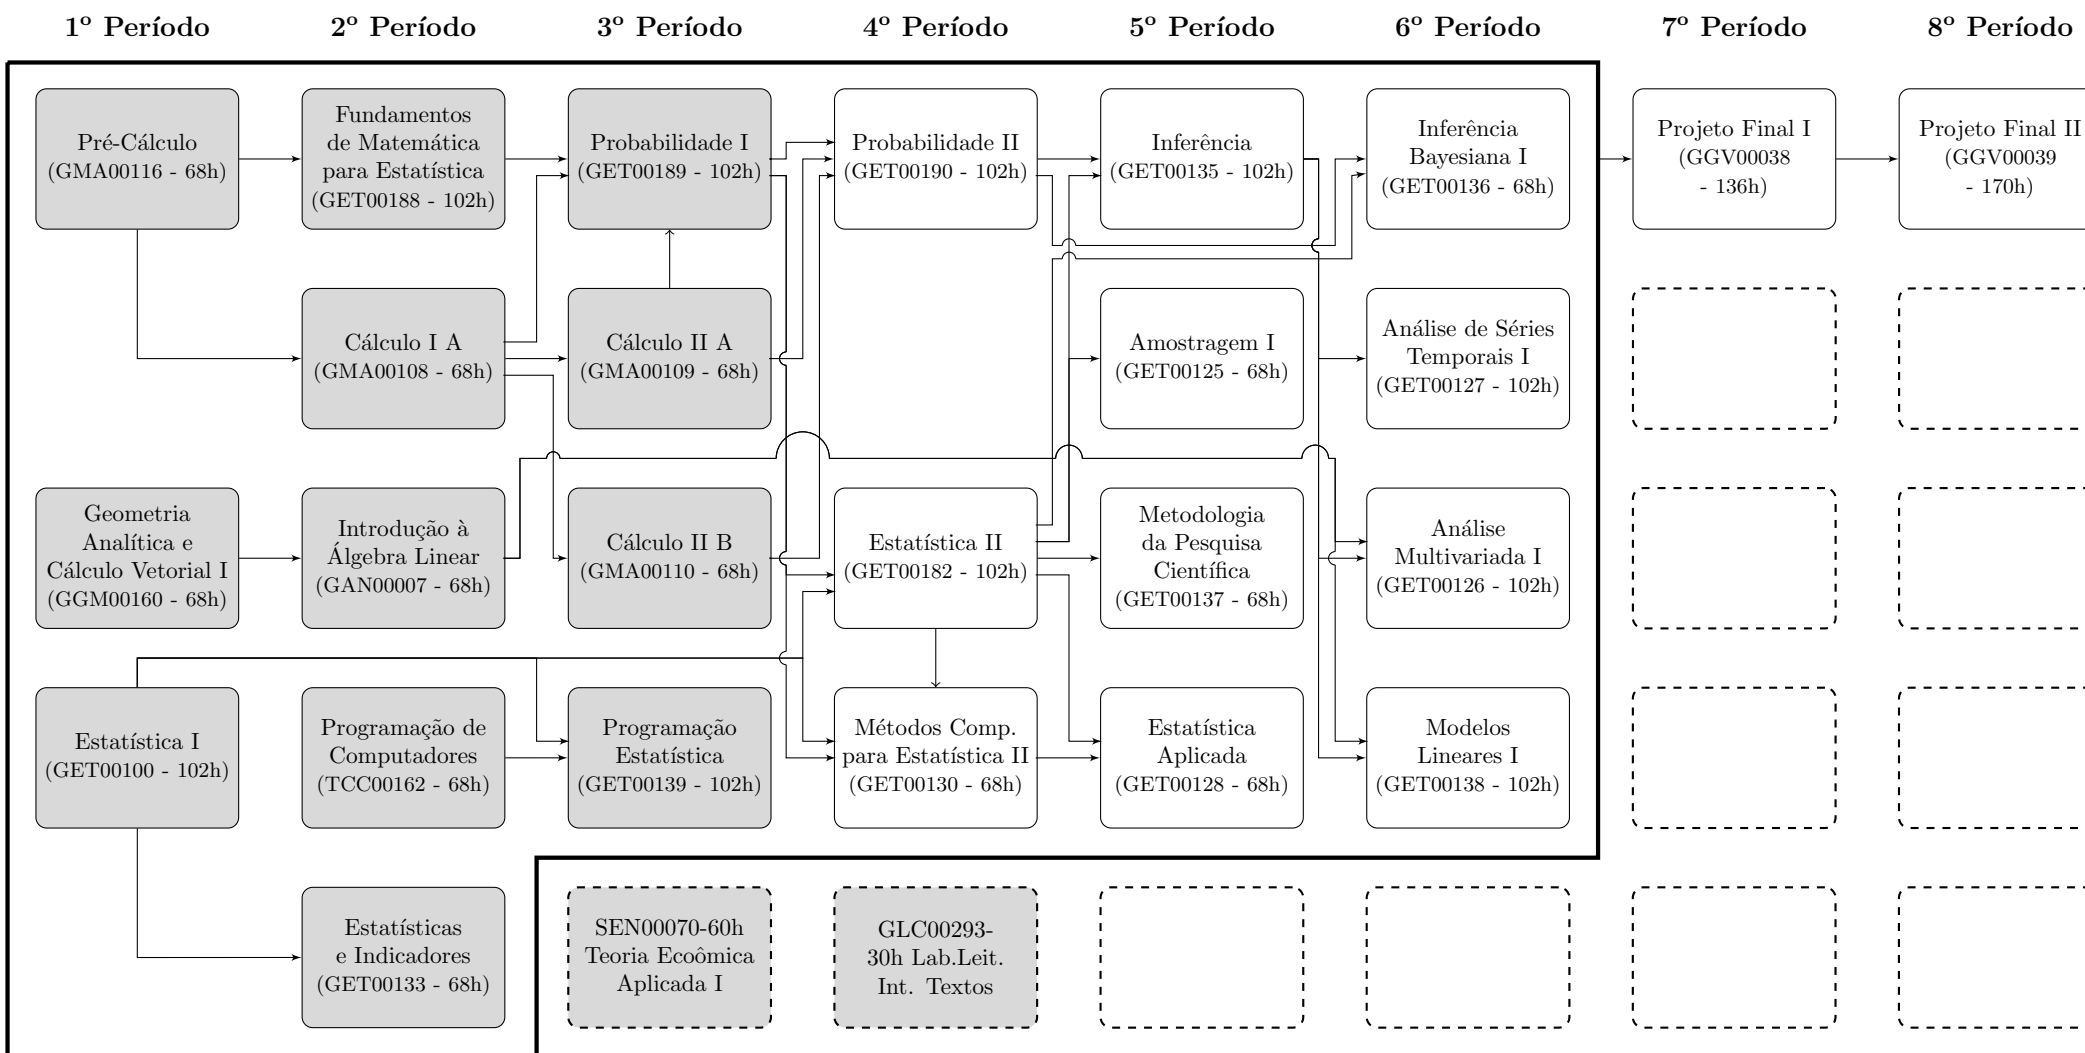 1º Período
2º Período
3º Período
4º Período
5º Período
6º Período
7º Período
8º Período
Pré-Cálculo
(GMA00116 - 68h)
Fundamentos
de Matemática
para Estatística
(GET00188 - 102h)
Probabilidade I
(GET00189 - 102h)
Probabilidade II
(GET00190 - 102h)
Inferência
(GET00135 - 102h)
Inferência
Bayesiana I
(GET00136 - 68h)
Projeto Final I
(GGV00038
- 136h)
Projeto Final II
(GGV00039
- 170h)
Cálculo I A
(GMA00108 - 68h)
Cálculo II A
(GMA00109 - 68h)
Amostragem I
(GET00125 - 68h)
Análise de Séries
Temporais I
(GET00127 - 102h)
Geometria
Analítica e
Cálculo Vetorial I
(GGM00160 - 68h)
Introdução à
Álgebra Linear
(GAN00007 - 68h)
Cálculo II B
(GMA00110 - 68h)
Estatística II
(GET00182 - 102h)
Metodologia
da Pesquisa
Científica
(GET00137 - 68h)
Análise
Multivariada I
(GET00126 - 102h)
Estatística I
(GET00100 - 102h)
Programação de
Computadores
(TCC00162 - 68h)
Programação
Estatística
(GET00139 - 102h)
Métodos Comp.
para Estatística II
(GET00130 - 68h)
Estatística
Aplicada
(GET00128 - 68h)
Modelos
Lineares I
(GET00138 - 102h)
Estatísticas
e Indicadores
(GET00133 - 68h)
SEN00070-60h
Teoria Ecoômica
Aplicada I
GLC00293-
30h Lab.Leit.
Int. Textos